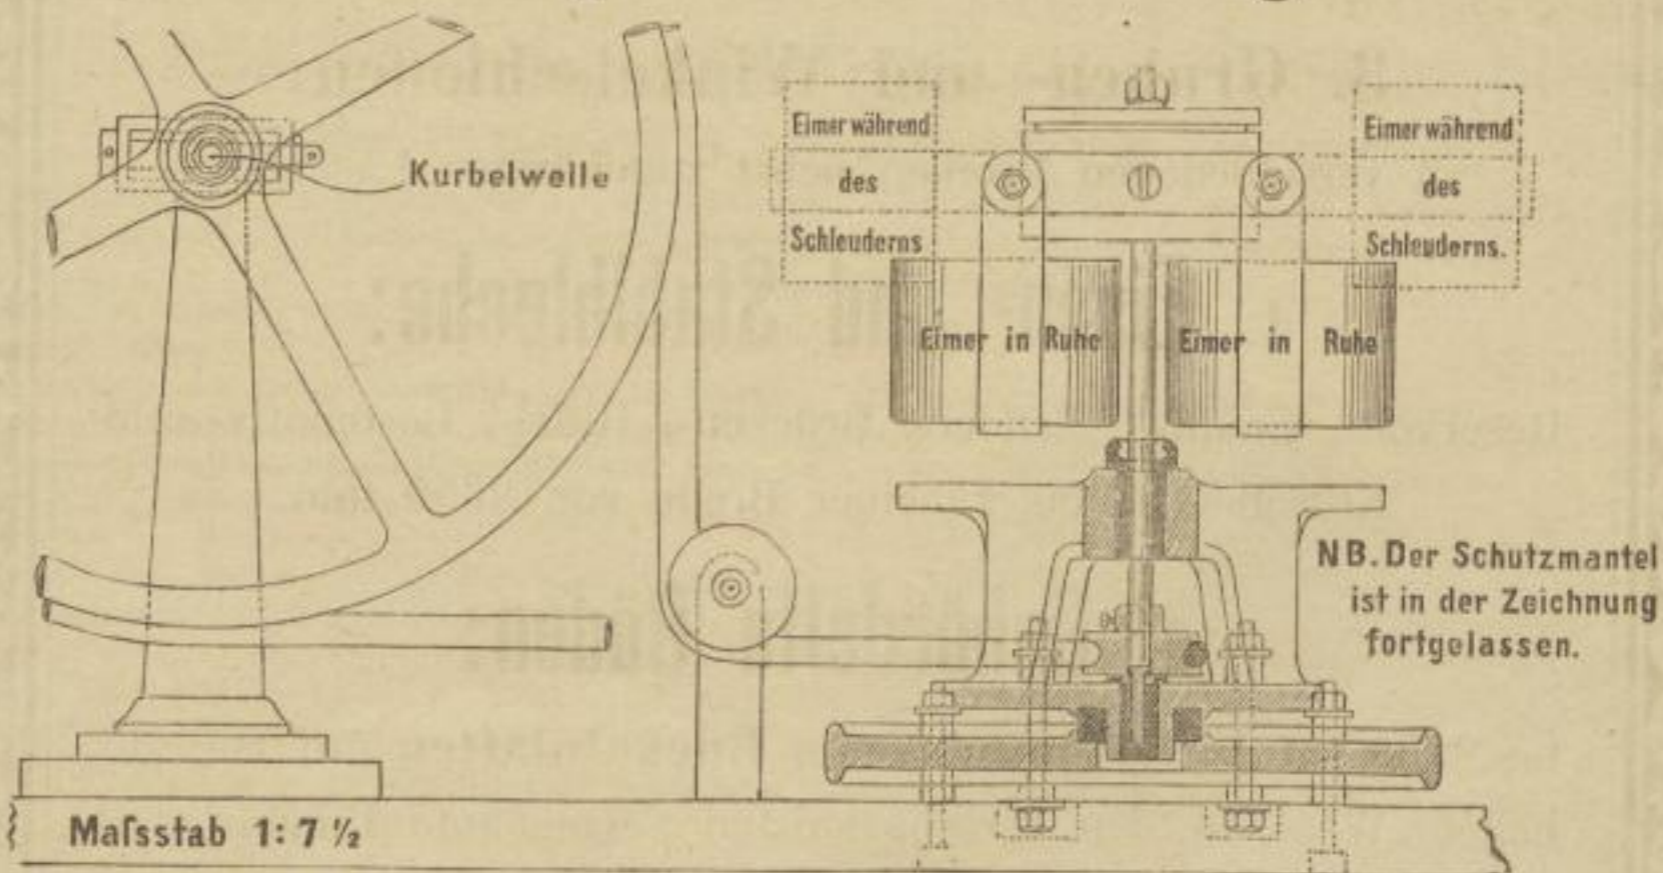 Kurbelwelle
Eimer während
des
Schleuderns
Eimer während
des
Schleuderns.
Eimer in Ruhe
Eimer in Ruhe
NB. Der Schutzmantel
ist in der Zeichnung
fortgelassen.
Maſsstab 1: 7 ½